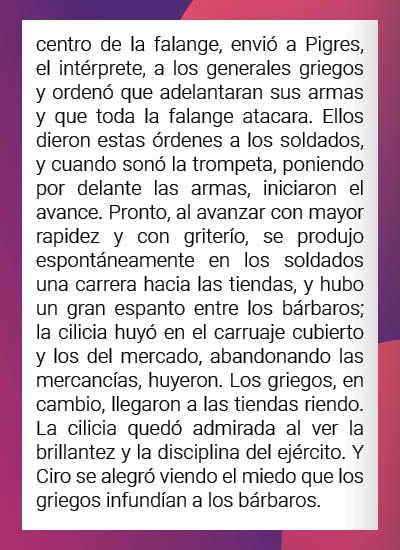 centro de la falange, envió a Pigres,
el intérprete, a los generales griegos
y ordenó que adelantaran sus armas
y que toda la falange atacara. Ellos
dieron estas órdenes a los soldados,
y cuando sonó la trompeta, poniendo
por delante las armas, iniciaron el
avance. Pronto, al avanzar con mayor
rapidez y con griterío, se produjo
espontáneamente en los soldados
una carrera hacia las tiendas, y hubo
un gran espanto entre los bárbaros;
la cilicia huyó en el carruaje cubierto
y los del mercado, abandonando las
mercancías, huyeron. Los griegos, en
cambio, llegaron a las tiendas riendo.
La cilicia quedó admirada al ver la
brillantez y la disciplina del ejército. Y
Ciro se alegró viendo el miedo que los
griegos infundían a los bárbaros.